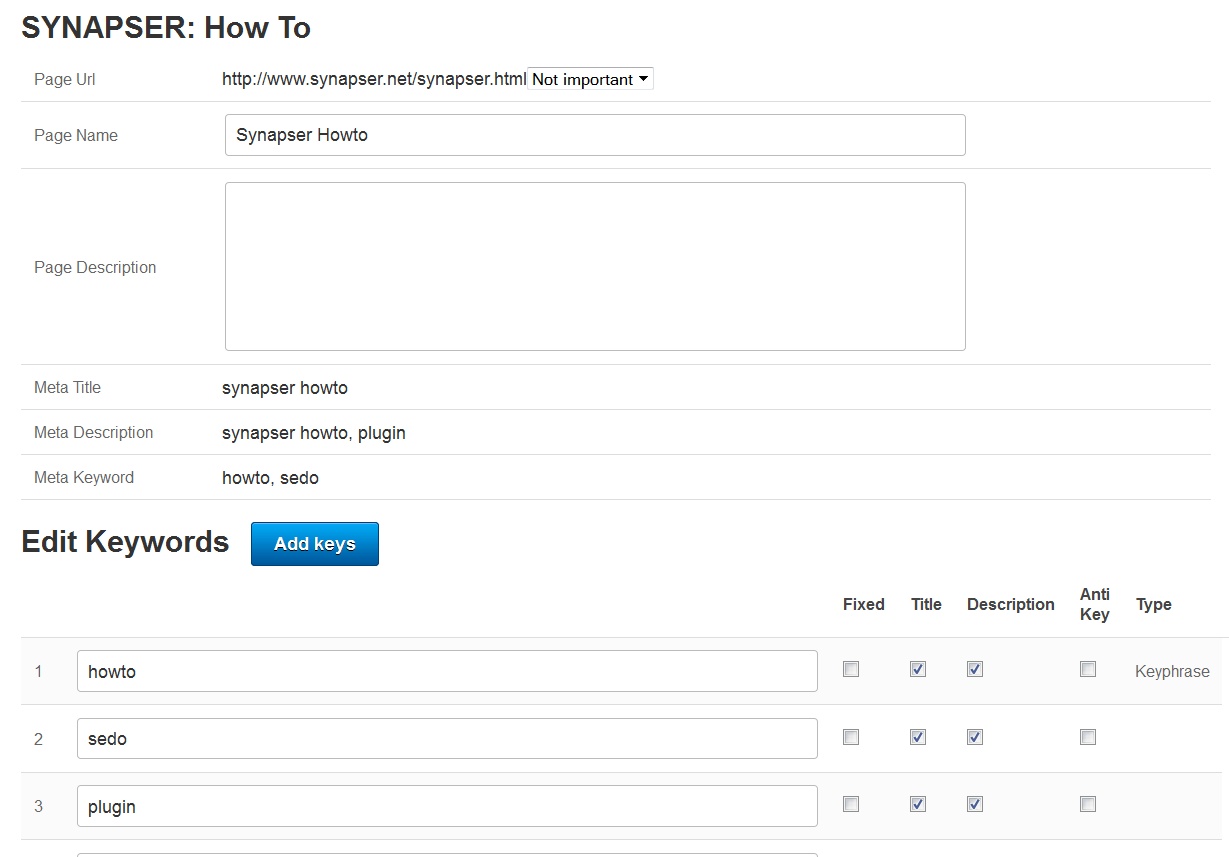 SYNAPSER: How To
Page Url http://www.synapser.net/synapser.html Not important
Page Name Synapser Howto
Page Description
Meta Title synapser howto
Meta Description synapser howto, plugin
Meta Keyword howto, sedo
Edit Keywords Add keys
Fixed Title Description Anti Key Type
1 howto Keyphrase
2 sedo
3 plugin